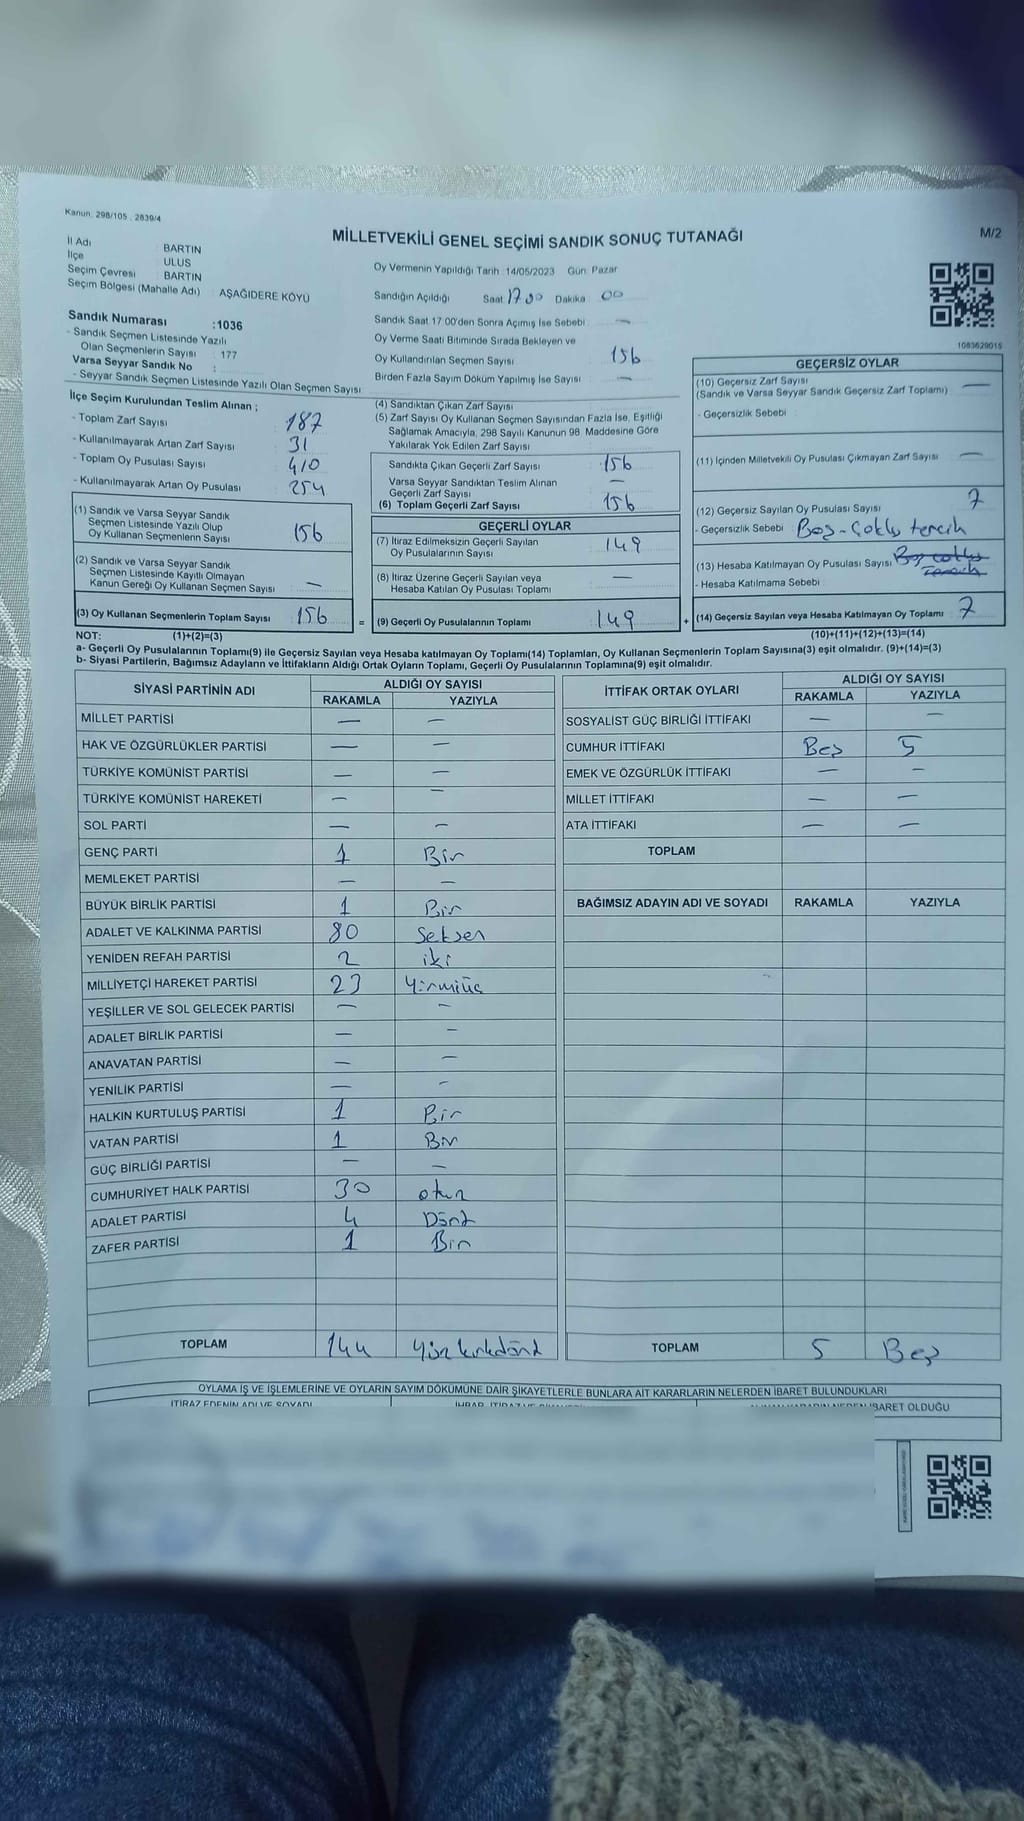 Kanun. 298/105 . 2839/4
MİLLETVEKİLİ GENEL SEÇİMİ SANDIK SONUÇ TUTANAĞI
M/2
İl Adı : BARTIN
İlçe : ULUS
Seçim Çevresi : BARTIN
Seçim Bölgesi (Mahalle Adı) : AŞAĞIDERE KÖYÜ
Sandık Numarası :1036
- Sandık Seçmen Listesinde Yazılı
Olan Seçmenlerin Sayısı : 177
Varsa Seyyar Sandık No :
- Seyyar Sandık Seçmen Listesinde Yazılı Olan Seçmen Sayısı
İlçe Seçim Kurulundan Teslim Alınan ;
- Toplam Zarf Sayısı 187
- Kullanılmayarak Artan Zarf Sayısı 31
- Toplam Oy Pusulası Sayısı 410
- Kullanılmayarak Artan Oy Pusulası 254
(1) Sandık ve Varsa Seyyar Sandık
Seçmen Listesinde Yazılı Olup
Oy Kullanan Seçmenlerin Sayısı 156
(2) Sandık ve Varsa Seyyar Sandık
Seçmen Listesinde Kayıtlı Olmayan
Kanun Gereği Oy Kullanan Seçmen Sayısı —
(3) Oy Kullanan Seçmenlerin Toplam Sayısı 156 =
Oy Vermenin Yapıldığı Tarih :14/05/2023 Gün: Pazar
Sandığın Açıldığı Saat 17 00 Dakika 00
Sandık Saat 17:00'den Sonra Açımış İse Sebebi —
Oy Verme Saati Bitiminde Sırada Bekleyen ve
Oy Kullandırılan Seçmen Sayısı 156
Birden Fazla Sayım Döküm Yapılmış İse Sayısı —
(4) Sandıktan Çıkan Zarf Sayısı
(5) Zarf Sayısı Oy Kullanan Seçmen Sayısından Fazla İse, Eşitliği
Sağlamak Amacıyla, 298 Sayılı Kanunun 98. Maddesine Göre
Yakılarak Yok Edilen Zarf Sayısı
Sandıkta Çıkan Geçerli Zarf Sayısı 156
Varsa Seyyar Sandıktan Teslim Alınan
Geçerli Zarf Sayısı —
(6) Toplam Geçerli Zarf Sayısı 156
GEÇERLİ OYLAR
(7) İtiraz Edilmeksizin Geçerli Sayılan
Oy Pusulalarının Sayısı 149
(8) İtiraz Üzerine Geçerli Sayılan veya
Hesaba Katılan Oy Pusulası Toplamı —
(9) Geçerli Oy Pusulalarının Toplamı 149 +
1083629015
GEÇERSİZ OYLAR
(10) Geçersiz Zarf Sayısı
(Sandık ve Varsa Seyyar Sandık Geçersiz Zarf Toplamı) —
- Geçersizlik Sebebi :
(11) İçinden Milletvekili Oy Pusulası Çıkmayan Zarf Sayısı —
(12) Geçersiz Sayılan Oy Pusulası Sayısı 7
- Geçersizlik Sebebi Boş-Çoklu tercih
(13) Hesaba Katılmayan Oy Pusulası Sayısı Boş çoklu
- Hesaba Katılmama Sebebi : Tercih
(14) Geçersiz Sayılan veya Hesaba Katılmayan Oy Toplamı 7
NOT: (1)+(2)=(3) (10)+(11)+(12)+(13)=(14)
a- Geçerli Oy Pusulalarının Toplamı(9) ile Geçersiz Sayılan veya Hesaba katılmayan Oy Toplamı(14) Toplamları, Oy Kullanan Seçmenlerin Toplam Sayısına(3) eşit olmalıdır. (9)+(14)=(3)
b- Siyasi Partilerin, Bağımsız Adayların ve İttifakların Aldığı Ortak Oyların Toplamı, Geçerli Oy Pusulalarının Toplamına(9) eşit olmalıdır.
SİYASİ PARTİNİN ADI ALDIĞI OY SAYISI
RAKAMLA YAZIYLA
MİLLET PARTİSİ — —
HAK VE ÖZGÜRLÜKLER PARTİSİ — —
TÜRKİYE KOMÜNİST PARTİSİ — —
TÜRKİYE KOMÜNİST HAREKETİ — —
SOL PARTİ — —
GENÇ PARTİ 1 Bir
MEMLEKET PARTİSİ — —
BÜYÜK BİRLİK PARTİSİ 1 Bir
ADALET VE KALKINMA PARTİSİ 80 Seksen
YENİDEN REFAH PARTİSİ 2 iki
MİLLİYETÇİ HAREKET PARTİSİ 23 Yirmiüç
YEŞİLLER VE SOL GELECEK PARTİSİ — —
ADALET BİRLİK PARTİSİ — —
ANAVATAN PARTİSİ — —
YENİLİK PARTİSİ — —
HALKIN KURTULUŞ PARTİSİ 1 Bir
VATAN PARTİSİ 1 Bir
GÜÇ BİRLİĞİ PARTİSİ — —
CUMHURİYET HALK PARTİSİ 30 otuz
ADALET PARTİSİ 4 Dört
ZAFER PARTİSİ 1 Bir
TOPLAM 144 Yüzkırkdört
İTTİFAK ORTAK OYLARI ALDIĞI OY SAYISI
RAKAMLA YAZIYLA
SOSYALİST GÜÇ BİRLİĞİ İTTİFAKI — —
CUMHUR İTTİFAKI Beş 5
EMEK VE ÖZGÜRLÜK İTTİFAKI — —
MİLLET İTTİFAKI — —
ATA İTTİFAKI — —
TOPLAM
BAĞIMSIZ ADAYIN ADI VE SOYADI RAKAMLA YAZIYLA
TOPLAM 5 Beş
OYLAMA İŞ VE İŞLEMLERİNE VE OYLARIN SAYIM DÖKÜMÜNE DAİR ŞİKAYETLERLE BUNLARA AİT KARARLARIN NELERDEN İBARET BULUNDUKLARI
İTİRAZ EDENİN ADI VE SOYADI
İBARET OLDUĞU